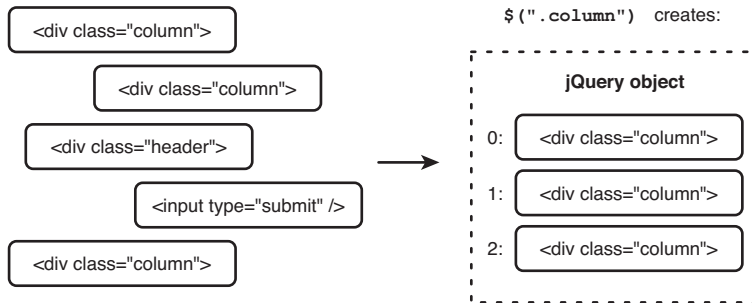 <div class="column">
<div class="column">
<div class="header">
<input type="submit" />
<div class="column">
$(".column") creates:
jQuery object
0: <div class="column">
1: <div class="column">
2: <div class="column">